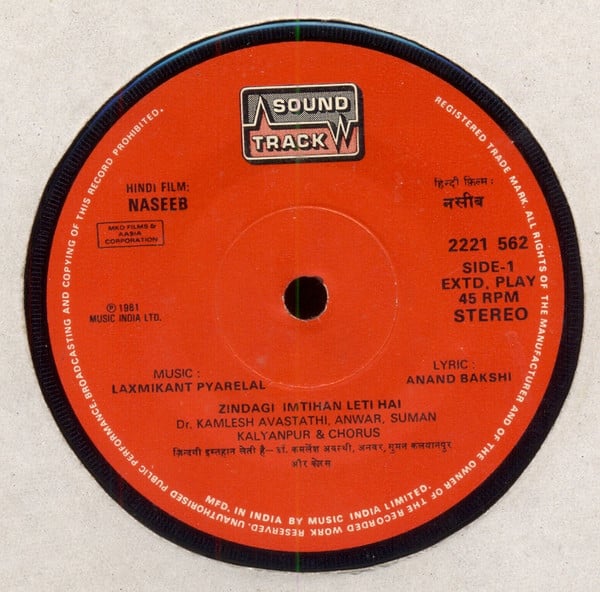 SOUND
TRACK
HINDI FILM:
NASEEB
MKD FILMS &
AASIA
CORPORATION
हिन्दी फ़िल्म :
नसीब
2221 562
SIDE-1
EXTD. PLAY
45 RPM
STEREO
℗ 1981
MUSIC INDIA LTD.
MUSIC :
LAXMIKANT PYARELAL
LYRIC :
ANAND BAKSHI
ZINDAGI IMTIHAN LETI HAI
Dr. KAMLESH AVASTATHI, ANWAR, SUMAN
KALYANPUR & CHORUS
ज़िन्दगी इम्तहान लेती है—डॉ. कमलेश अवस्थी, अनवर, सुमन कलयानपुर
और कोरस
MFD. IN INDIA BY MUSIC INDIA LIMITED.
REGISTERED TRADE MARK. ALL RIGHTS OF THE MANUFACTURER AND OF THE OWNER OF THE RECORDED WORK RESERVED. UNAUTHORISED PUBLIC PERFORMANCE, BROADCASTING AND COPYING OF THIS RECORD PROHIBITED.